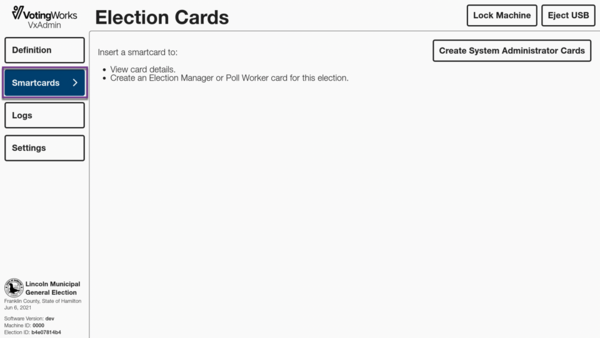 VotingWorks
VxAdmin
Election Cards
Lock Machine
Eject USB
Definition
Smartcards
Logs
Settings
Insert a smartcard to:
• View card details.
• Create an Election Manager or Poll Worker card for this election.
Create System Administrator Cards
Lincoln Municipal
General Election
Franklin County, State of Hamilton
Jun 6, 2021
Software Version: dev
Machine ID: 0000
Election ID: b4e07814b4